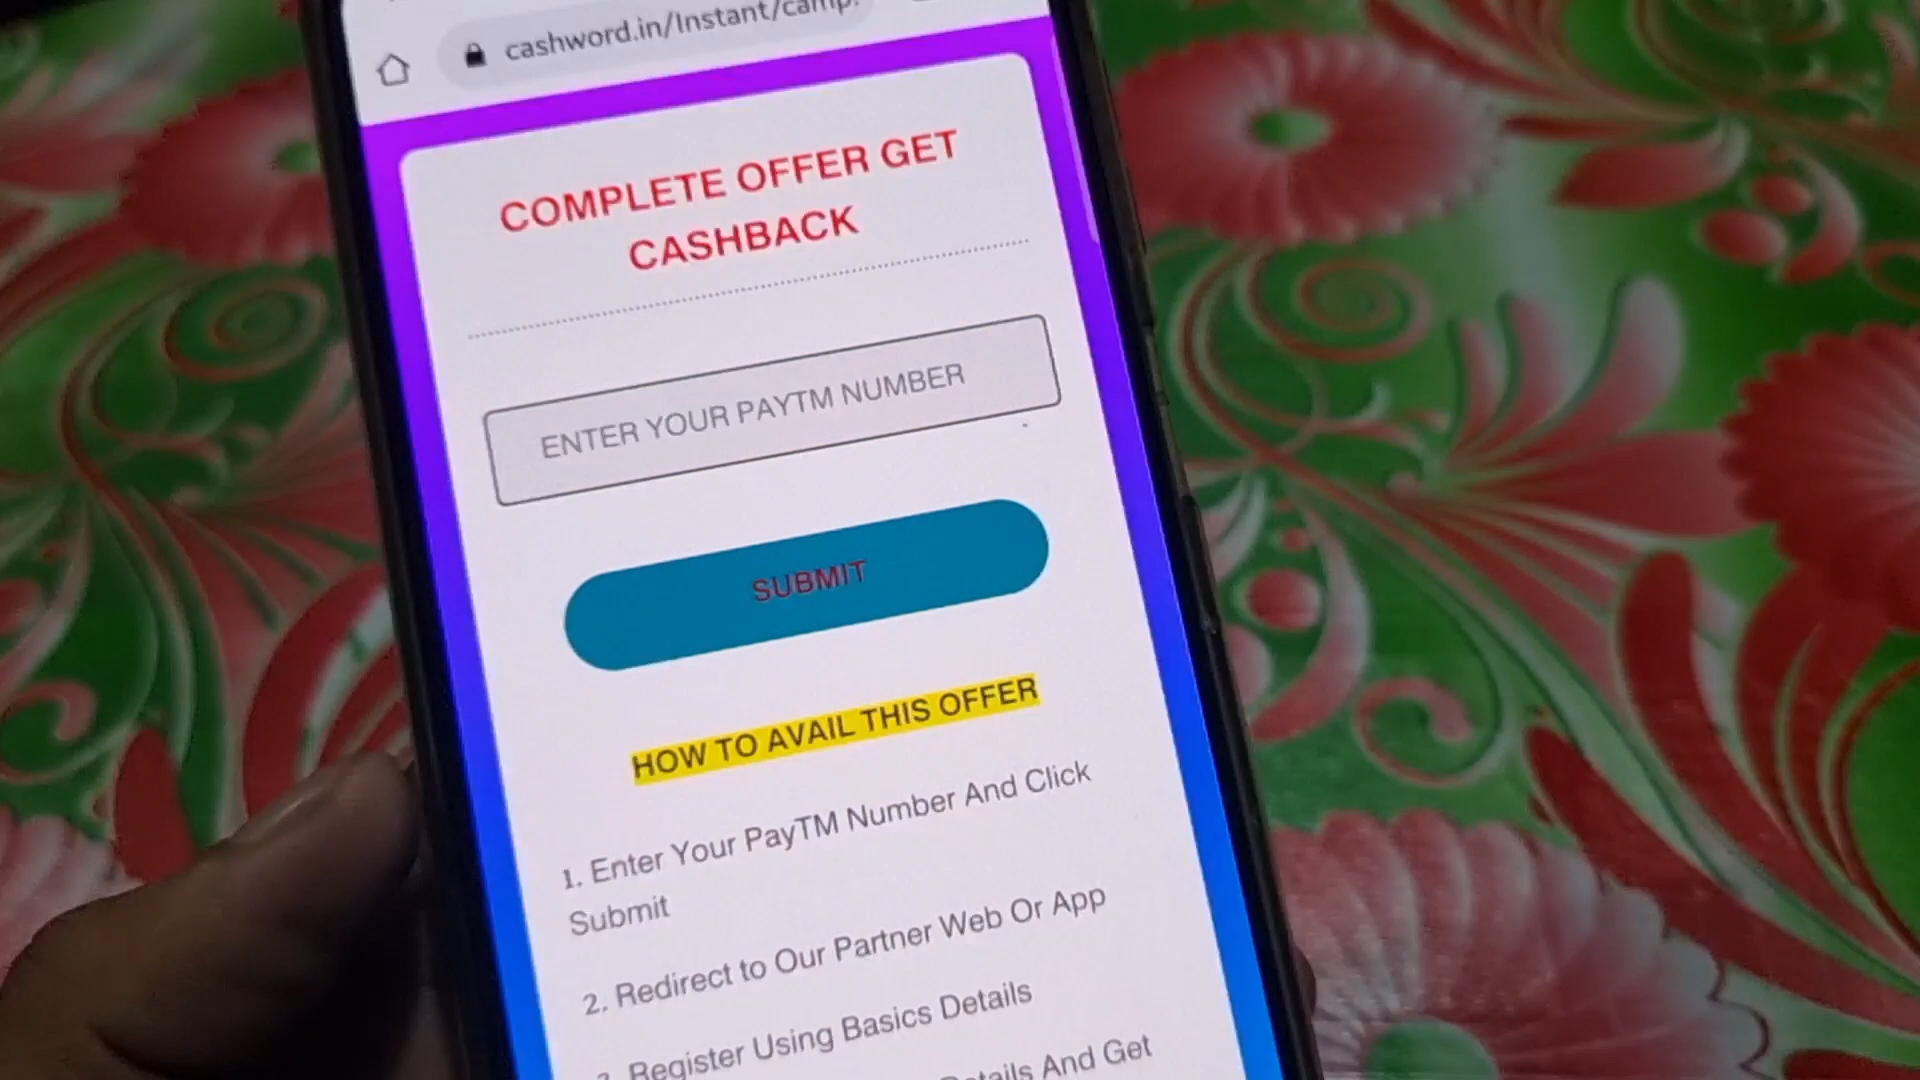 cashword.in/Instant/camp.
COMPLETE OFFER GET
CASHBACK
ENTER YOUR PAYTM NUMBER
SUBMIT
HOW TO AVAIL THIS OFFER
1. Enter Your PayTM Number And Click
Submit
2. Redirect to Our Partner Web Or App
3. Register Using Basics Details
Details And Get